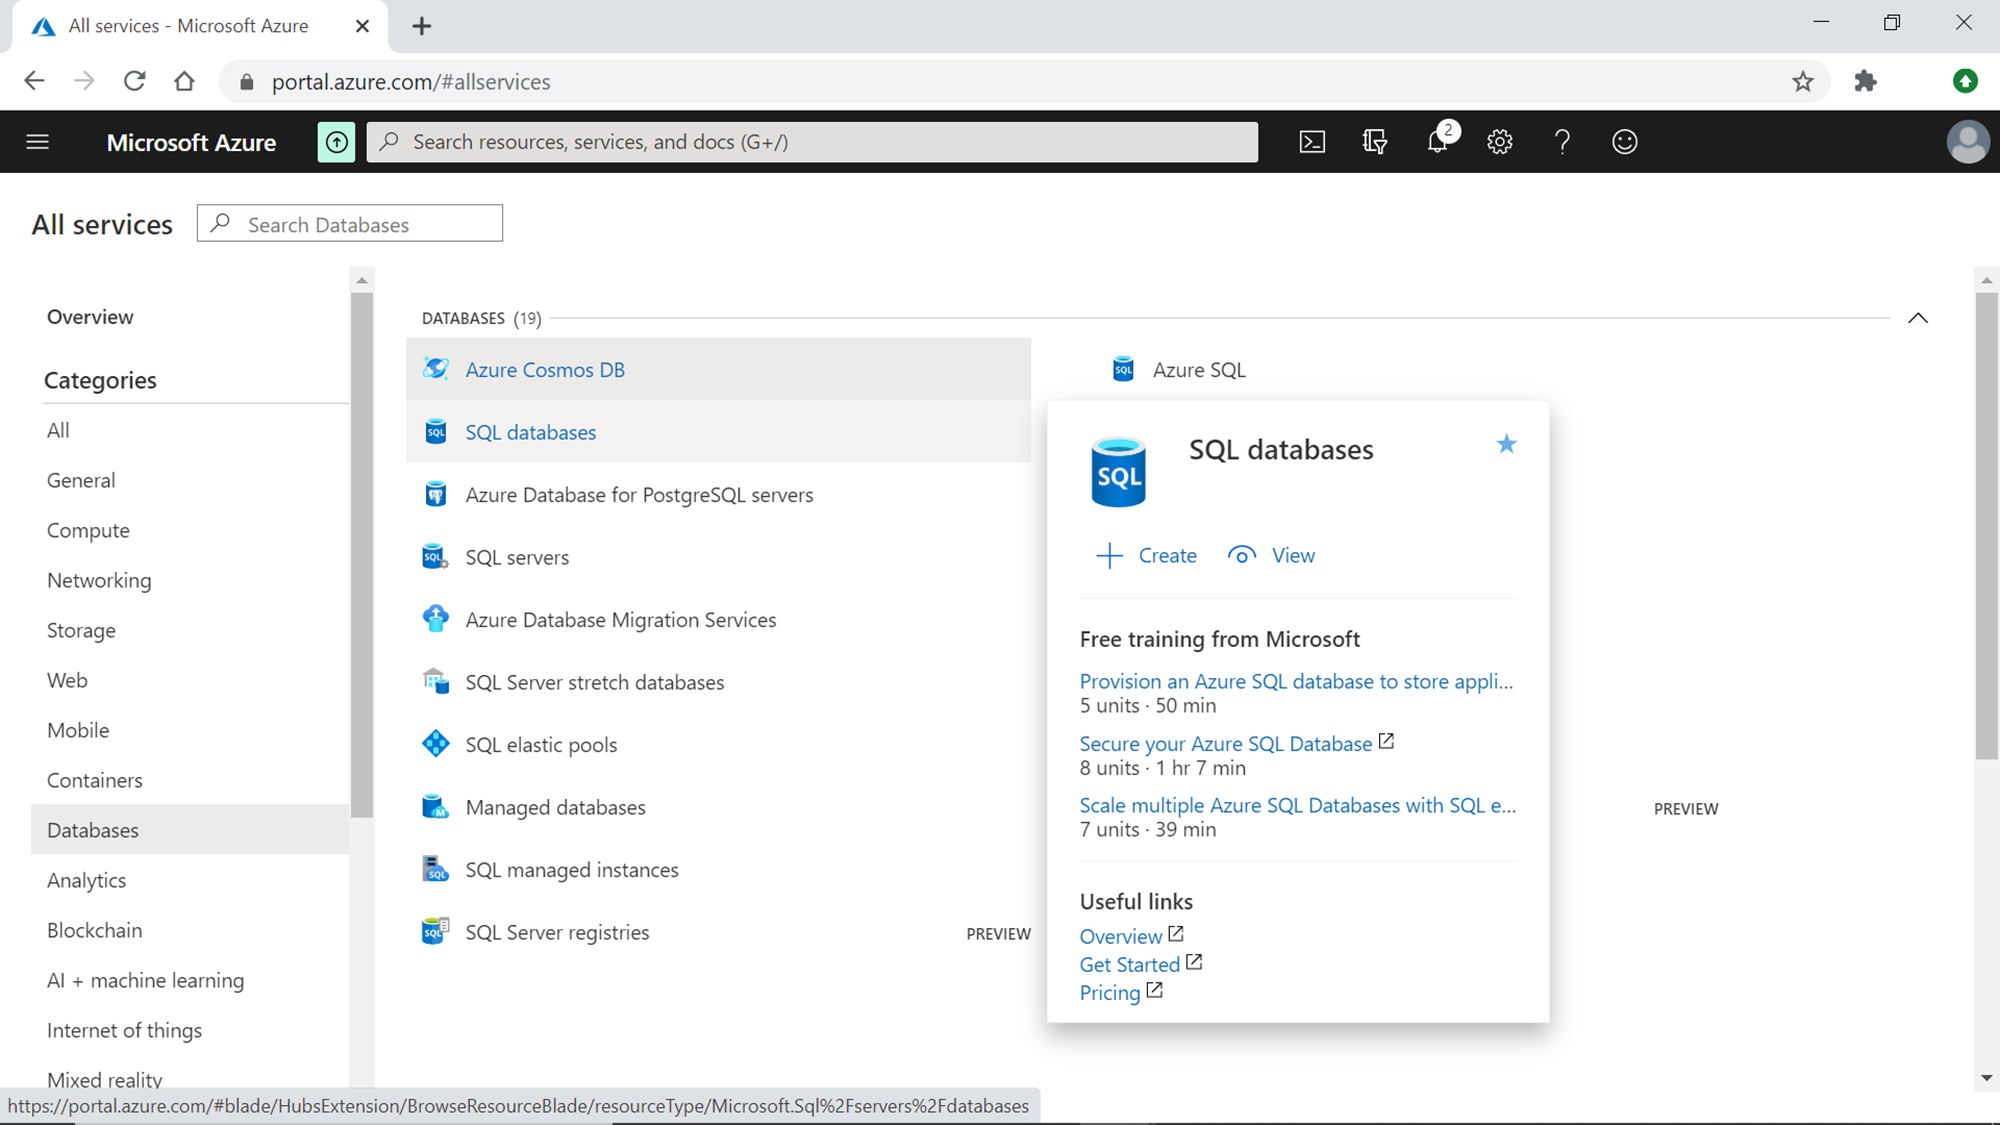 All services - Microsoft Azure
portal.azure.com/#allservices
Microsoft Azure
Search resources, services, and docs (G+/)
2
All services
Search Databases
Overview
Categories
All
General
Compute
Networking
Storage
Web
Mobile
Containers
Databases
Analytics
Blockchain
AI + machine learning
Internet of things
Mixed reality
DATABASES (19)
Azure Cosmos DB
SQL databases
Azure Database for PostgreSQL servers
SQL servers
Azure Database Migration Services
SQL Server stretch databases
SQL elastic pools
Managed databases
SQL managed instances
SQL Server registries
PREVIEW
SQL
Azure SQL
SQL
SQL databases
Create
View
Free training from Microsoft
Provision an Azure SQL database to store appli...
5 units · 50 min
Secure your Azure SQL Database
8 units · 1 hr 7 min
Scale multiple Azure SQL Databases with SQL e...
7 units · 39 min
Useful links
Overview
Get Started
Pricing
PREVIEW
https://portal.azure.com/#blade/HubsExtension/BrowseResourceBlade/resourceType/Microsoft.Sql%2Fservers%2Fdatabases